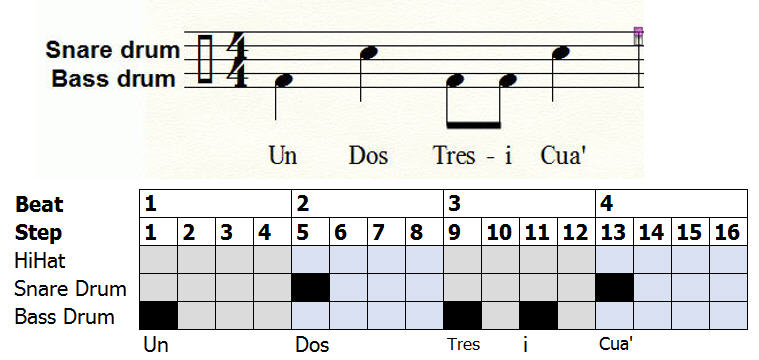 Snare drum
Bass drum
4
4
Un Dos Tres - i Cua'
Beat 1 2 3 4
Step 1 2 3 4 5 6 7 8 9 10 11 12 13 14 15 16
HiHat
Snare Drum
Bass Drum
Un Dos Tres i Cua'